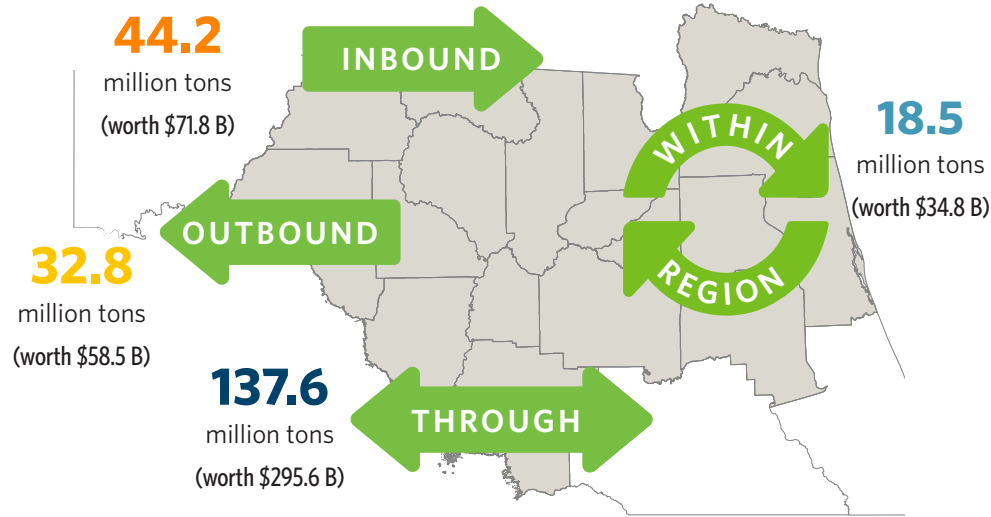 44.2
million tons
(worth $71.8 B)
INBOUND
WITHIN
REGION
18.5
million tons
(worth $34.8 B)
OUTBOUND
32.8
million tons
(worth $58.5 B)
137.6
million tons
(worth $295.6 B)
THROUGH